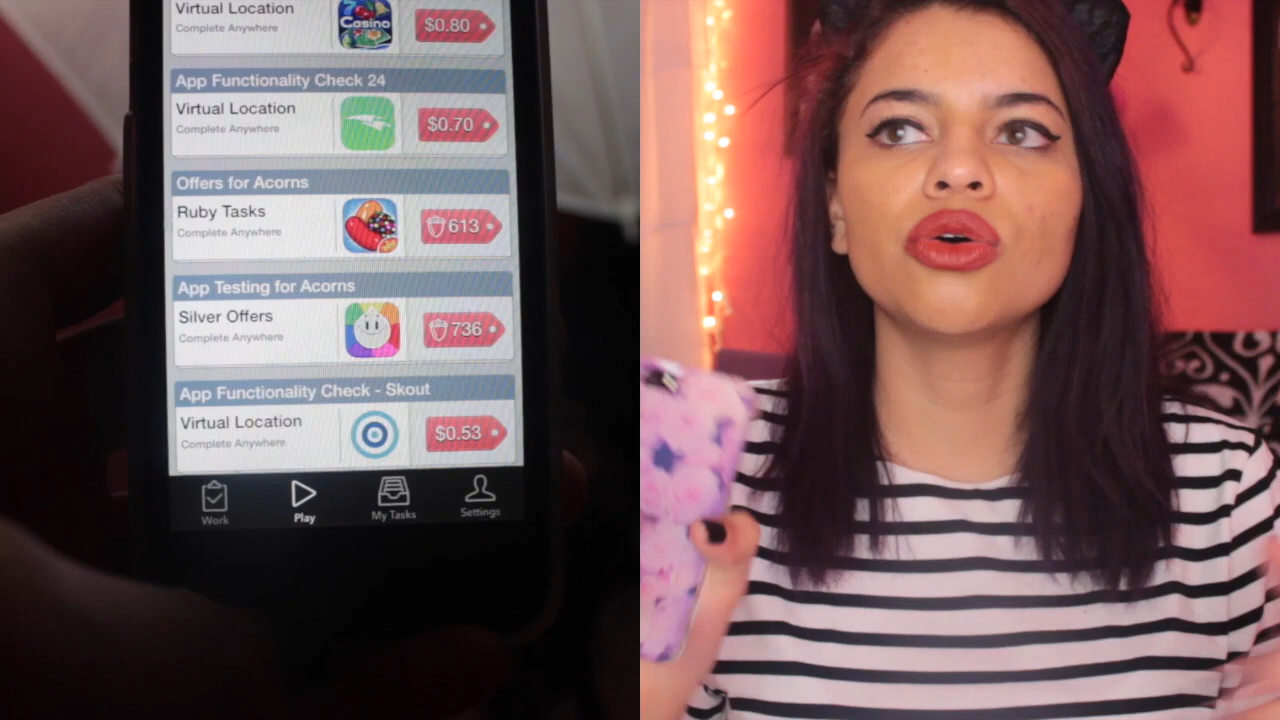 Virtual Location
Complete Anywhere
7
Casino
$0.80
App Functionality Check 24
Virtual Location
Complete Anywhere
$0.70
Offers for Acorns
Ruby Tasks
Complete Anywhere
613
App Testing for Acorns
Silver Offers
Complete Anywhere
736
App Functionality Check - Skout
Virtual Location
Complete Anywhere
$0.53
Work
Play
My Tasks
Settings